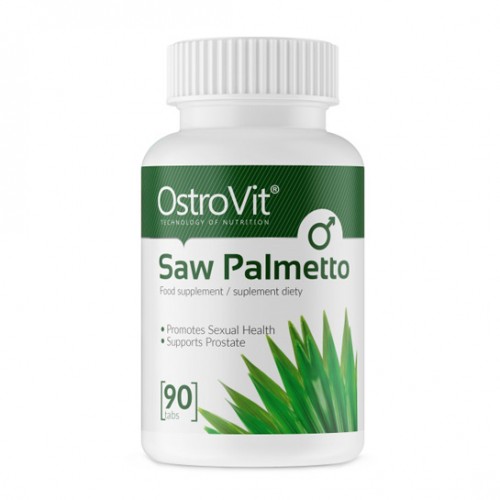 OstroVit®
TECHNOLOGY OF NUTRITION
Saw Palmetto
Food supplement / suplement diety
• Promotes Sexual Health
• Supports Prostate
[90]
tabs